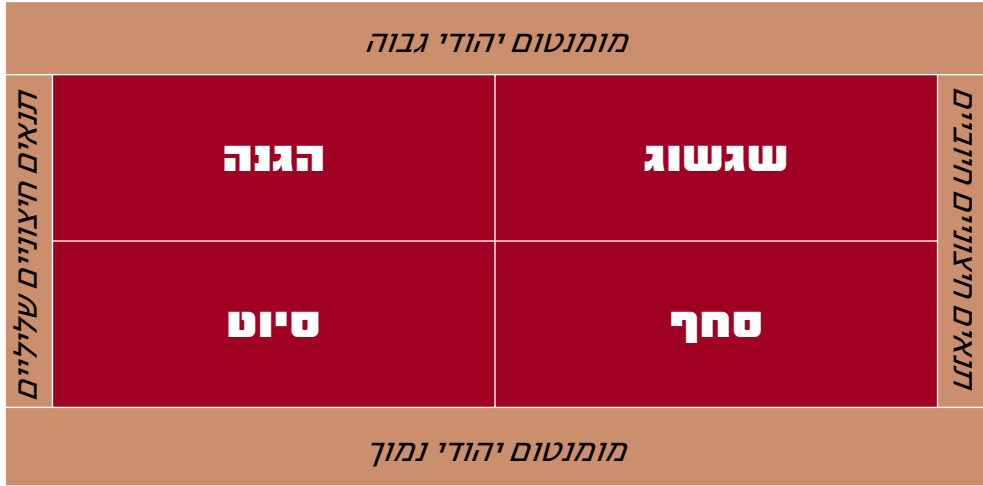 מומנטום יהודי גבוה
תנאים חיצוניים חיוביים
שגשוג
הגנה
תנאים חיצוניים שליליים
סחף
סיוט
מומנטום יהודי נמוך